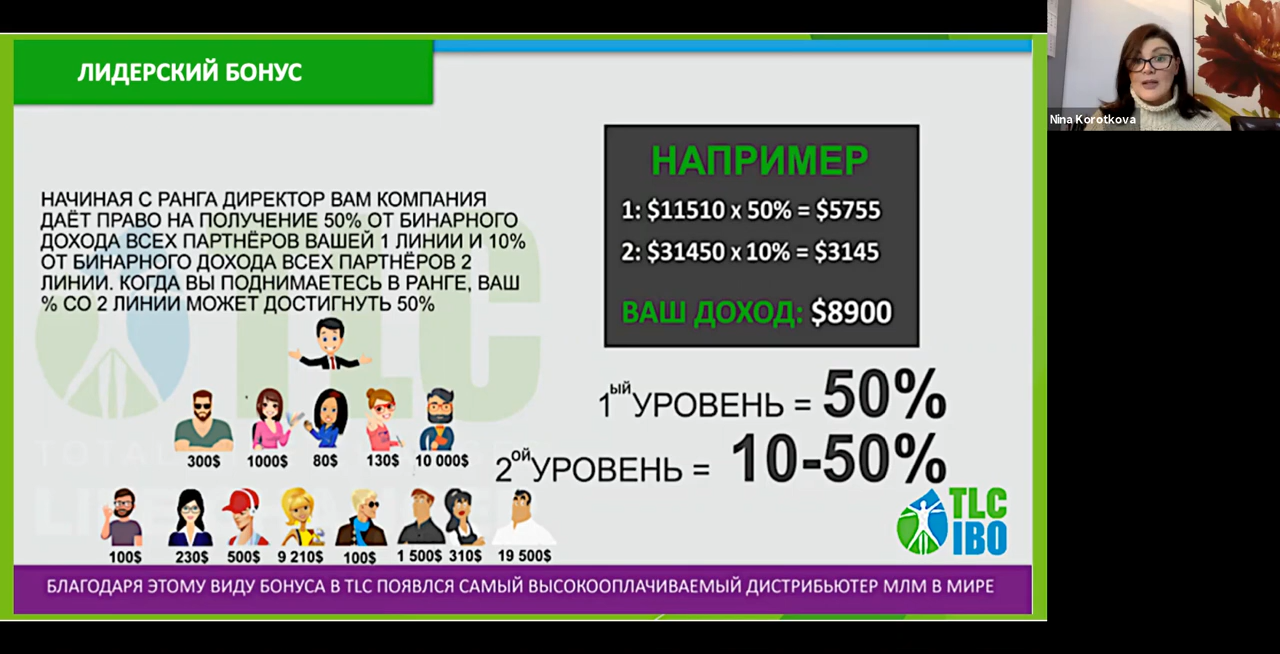 ЛИДЕРСКИЙ БОНУС
Nina Korotkova
НАЧИНАЯ С РАНГА ДИРЕКТОР ВАМ КОМПАНИЯ
ДАЁТ ПРАВО НА ПОЛУЧЕНИЕ 50% ОТ БИНАРНОГО
ДОХОДА ВСЕХ ПАРТНЁРОВ ВАШЕЙ 1 ЛИНИИ И 10%
ОТ БИНАРНОГО ДОХОДА ВСЕХ ПАРТНЁРОВ 2
ЛИНИИ. КОГДА ВЫ ПОДНИМАЕТЕСЬ В РАНГЕ, ВАШ
% СО 2 ЛИНИИ МОЖЕТ ДОСТИГНУТЬ 50%
НАПРИМЕР
1: $11510 x 50% = $5755
2: $31450 x 10% = $3145
ВАШ ДОХОД: $8900
1ый УРОВЕНЬ = 50%
2ой УРОВЕНЬ = 10-50%
300$ 1000$ 80$ 130$ 10 000$
100$ 230$ 500$ 9 210$ 100$ 1 500$ 310$ 19 500$
TLC
IBO
TLC
БЛАГОДАРЯ ЭТОМУ ВИДУ БОНУСА В TLC ПОЯВЛСЯ САМЫЙ ВЫСОКООПЛАЧИВАЕМЫЙ ДИСТРИБЬЮТЕР МЛМ В МИРЕ